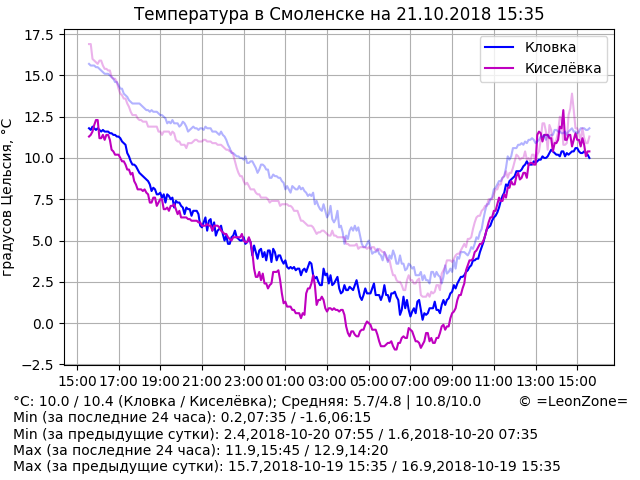 Температура в Смоленске на 21.10.2018 15:35
градусов Цельсия, °C
17.5
15.0
12.5
10.0
7.5
5.0
2.5
0.0
−2.5
Кловка
Киселёвка
15:00 17:00 19:00 21:00 23:00 01:00 03:00 05:00 07:00 09:00 11:00 13:00 15:00
°C: 10.0 / 10.4 (Кловка / Киселёвка); Средняя: 5.7/4.8 | 10.8/10.0 © =LeonZone=
Min (за последние 24 часа): 0.2,07:35 / -1.6,06:15
Min (за предыдущие сутки): 2.4,2018-10-20 07:55 / 1.6,2018-10-20 07:35
Max (за последние 24 часа): 11.9,15:45 / 12.9,14:20
Max (за предыдущие сутки): 15.7,2018-10-19 15:35 / 16.9,2018-10-19 15:35